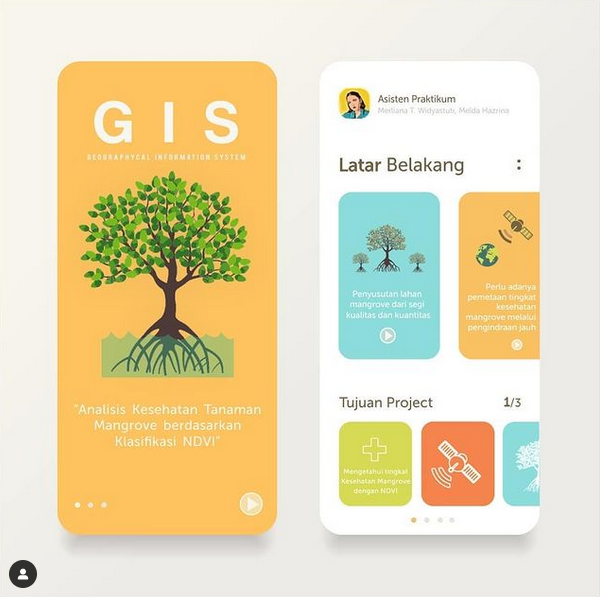 GIS
GEOGRAPHYCAL INFORMATION SYSTEM
"Analisis Kesehatan Tanaman
Mangrove berdasarkan
Klasifikasi NDVI"
Asisten Praktikum
Merliana T. Widyastuti, Melda Hazrina
Latar Belakang
Penyusutan lahan
mangrove dari segi
kualitas dan kuantitas
Perlu adanya
pemetaan tingkat
kesehatan
mangrove melalui
pengindraan jauh
Tujuan Project
1/3
Mengetahui tingkat
Kesehatan Mangrove
dengan NDVI